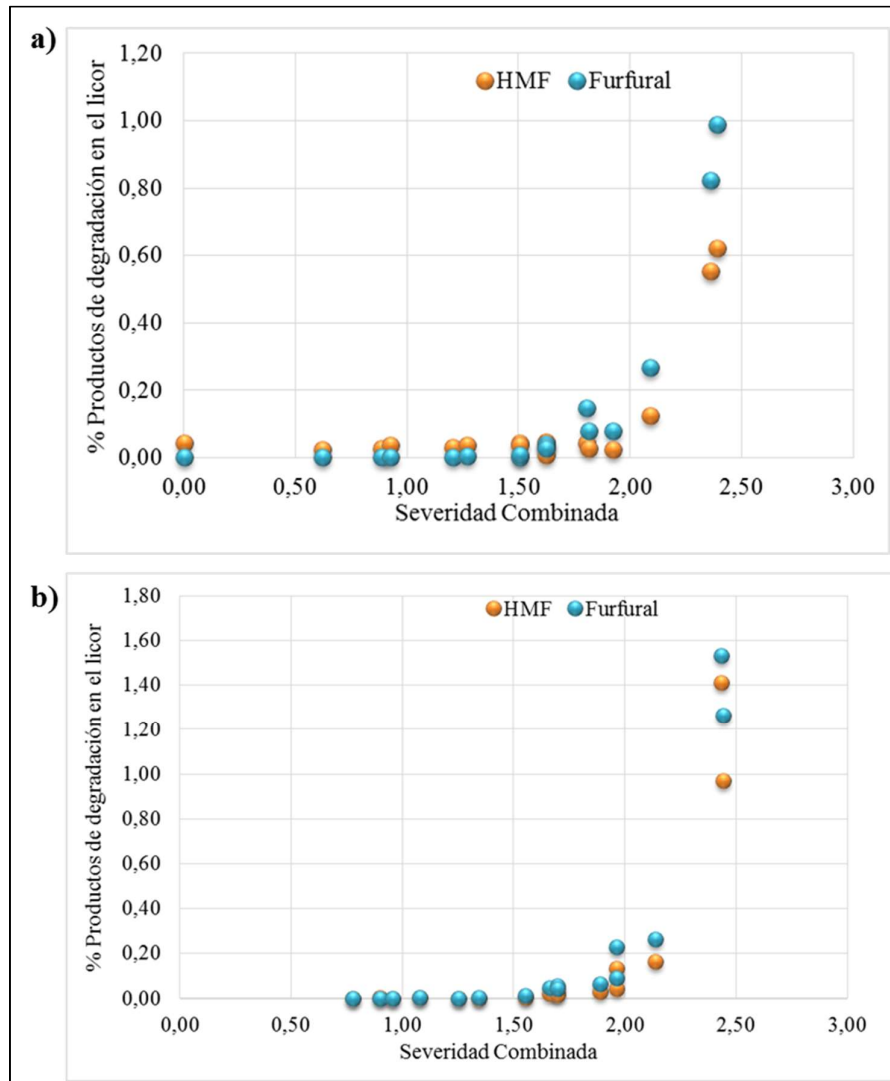 a)
1,20
HMF Furfural
1,00
0,80
0,60
0,40
0,20
0,00
% Productos de degradación en el licor
0,00 0,50 1,00 1,50 2,00 2,50 3,00
Severidad Combinada
b)
1,80
HMF Furfural
1,60
1,40
1,20
1,00
0,80
0,60
0,40
0,20
0,00
% Productos de degradación en el licor
0,00 0,50 1,00 1,50 2,00 2,50 3,00
Severidad Combinada